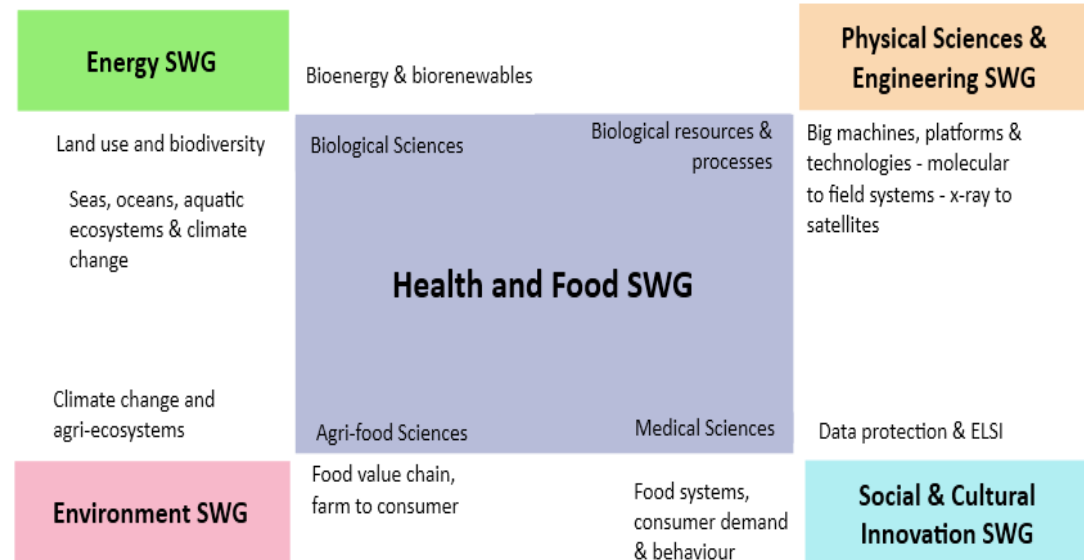 Energy SWG
Bioenergy & biorenewables
Physical Sciences &
Engineering SWG
Land use and biodiversity
Seas, oceans, aquatic
ecosystems & climate
change
Biological Sciences
Biological resources &
processes
Big machines, platforms &
technologies - molecular
to field systems - x-ray to
satellites
Health and Food SWG
Climate change and
agri-ecosystems
Agri-food Sciences
Medical Sciences
Data protection & ELSI
Environment SWG
Food value chain,
farm to consumer
Food systems,
consumer demand
& behaviour
Social & Cultural
Innovation SWG